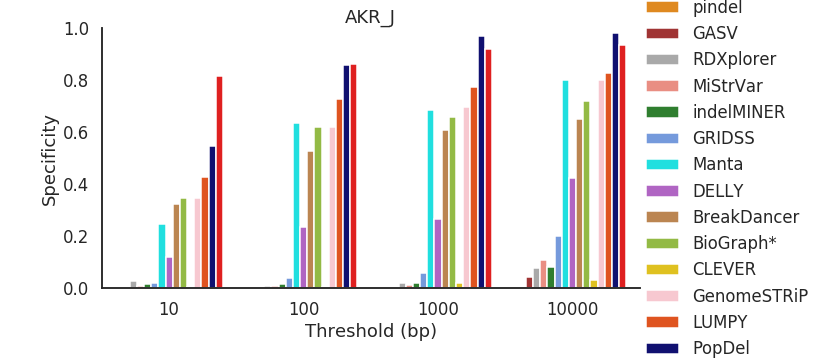 AKR_J
Specificity
1.0
0.8
0.6
0.4
0.2
0.0
10
100
1000
10000
Threshold (bp)
pindel
GASV
RDXplorer
MiStrVar
indelMINER
GRIDSS
Manta
DELLY
BreakDancer
BioGraph*
CLEVER
GenomeSTRiP
LUMPY
PopDel